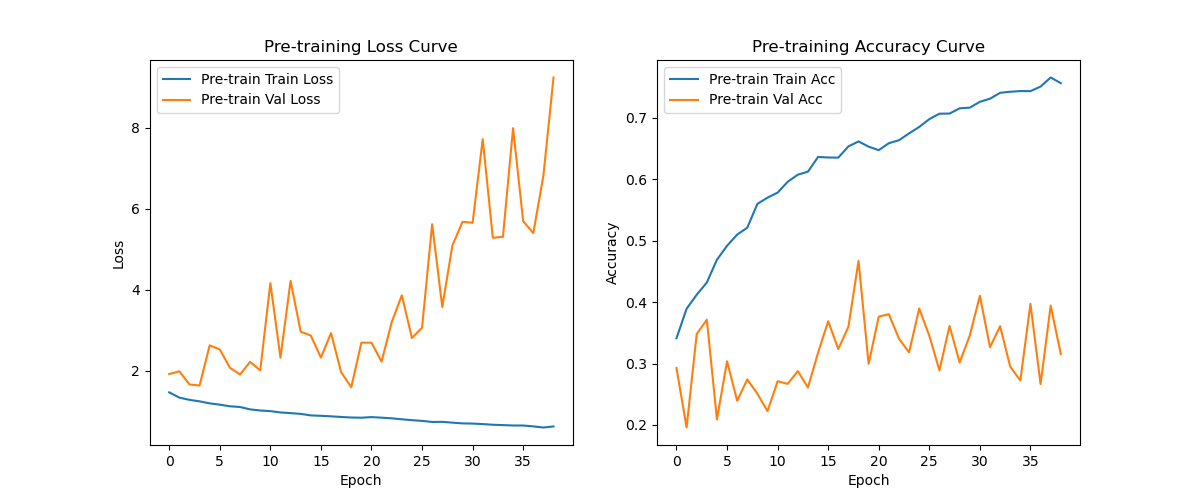 Pre-training Loss Curve
Pre-train Train Loss
Pre-train Val Loss
8
6
4
2
Loss
0 5 10 15 20 25 30 35
Epoch
Pre-training Accuracy Curve
Pre-train Train Acc
Pre-train Val Acc
0.7
0.6
0.5
0.4
0.3
0.2
Accuracy
0 5 10 15 20 25 30 35
Epoch